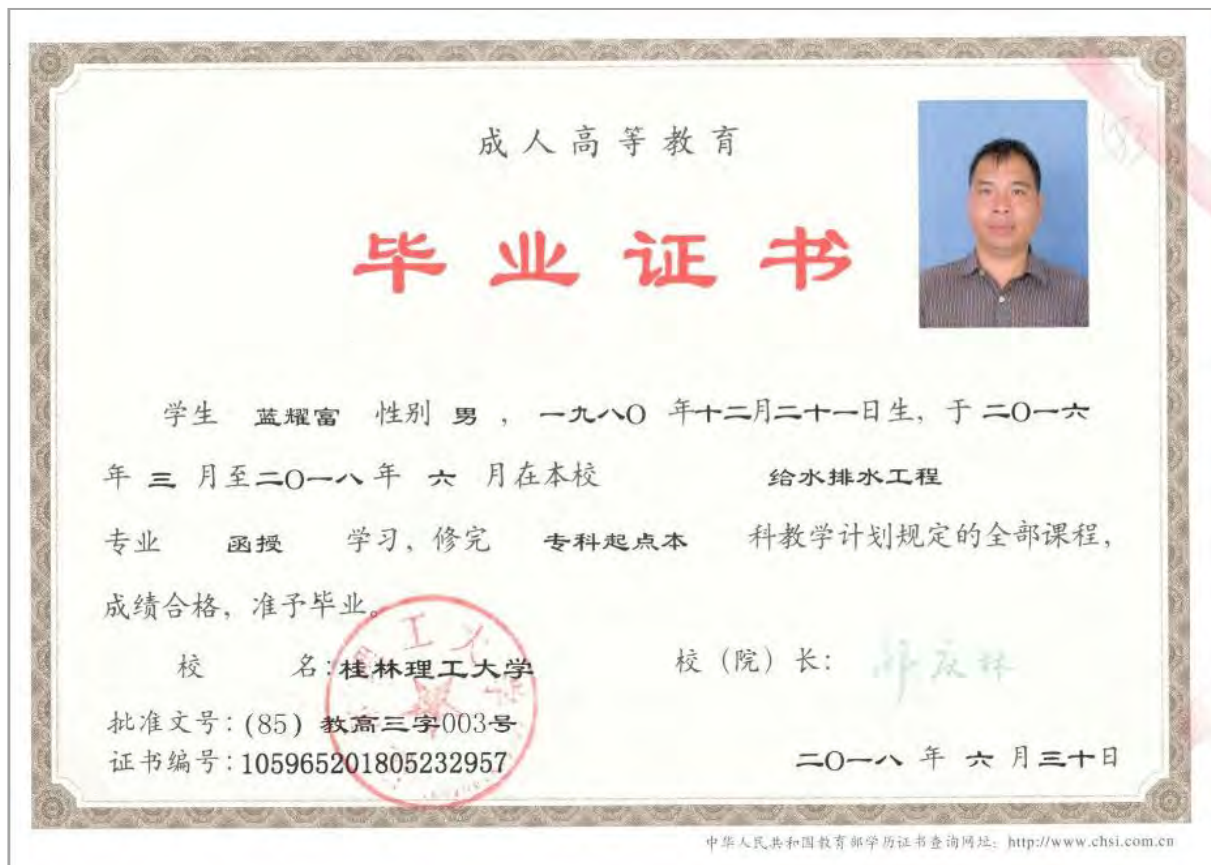 成人高等教育
毕业证书
学生 蓝耀富 性别 男 ， 一九八〇 年十二月二十一日生，于 二〇一六
年 三 月至二〇一八 年 六 月在本校 给水排水工程
专业 函授 学习，修完 专科起点本 科教学计划规定的全部课程，
成绩合格，准予毕业。
校 名：桂林理工大学 校（院）长：
批准文号：(85) 教高三字003号
证书编号：105965201805232957
二〇一八 年 六 月三十日
中华人民共和国教育部学历证书查询网址：http://www.chsi.com.cn